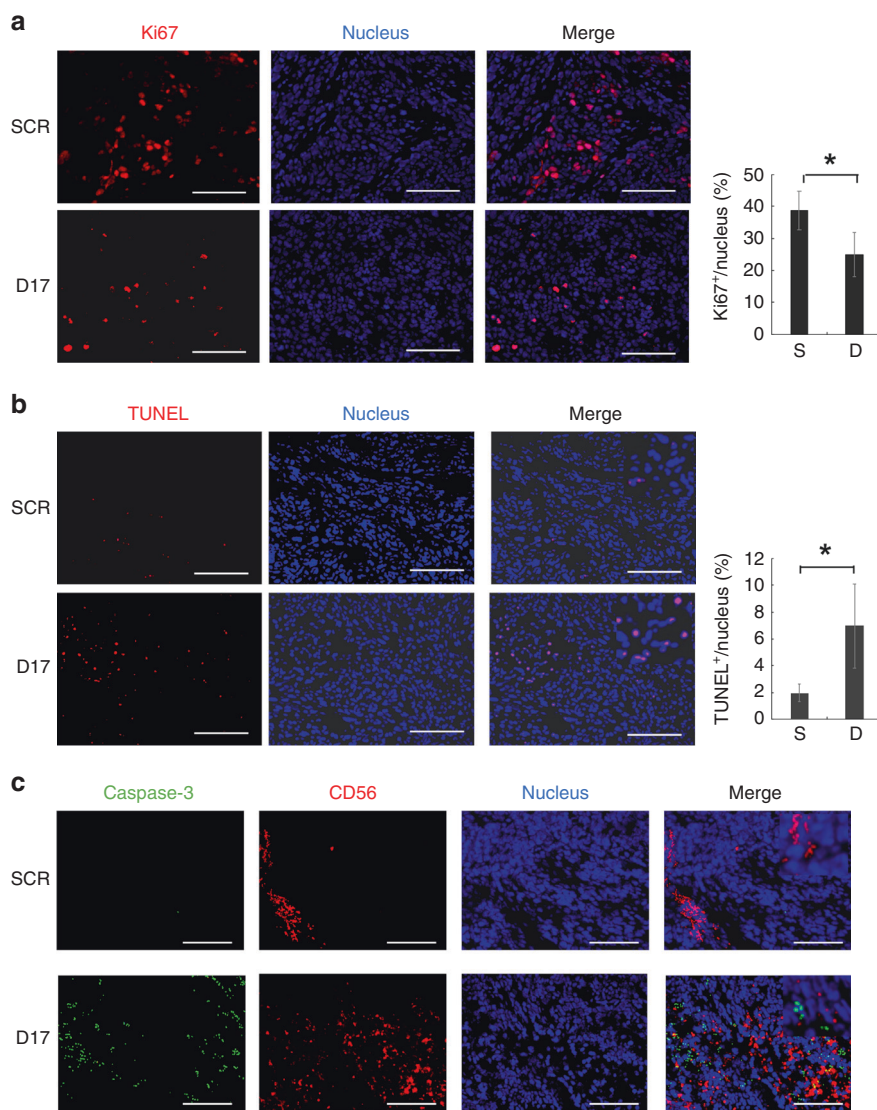 a
Ki67 Nucleus Merge
SCR
D17
Ki67+/nucleus (%)
50
40
30
20
10
0
*
S D
b
TUNEL Nucleus Merge
SCR
D17
TUNEL+/nucleus (%)
12
10
8
6
4
2
0
*
S D
c
Caspase-3 CD56 Nucleus Merge
SCR
D17